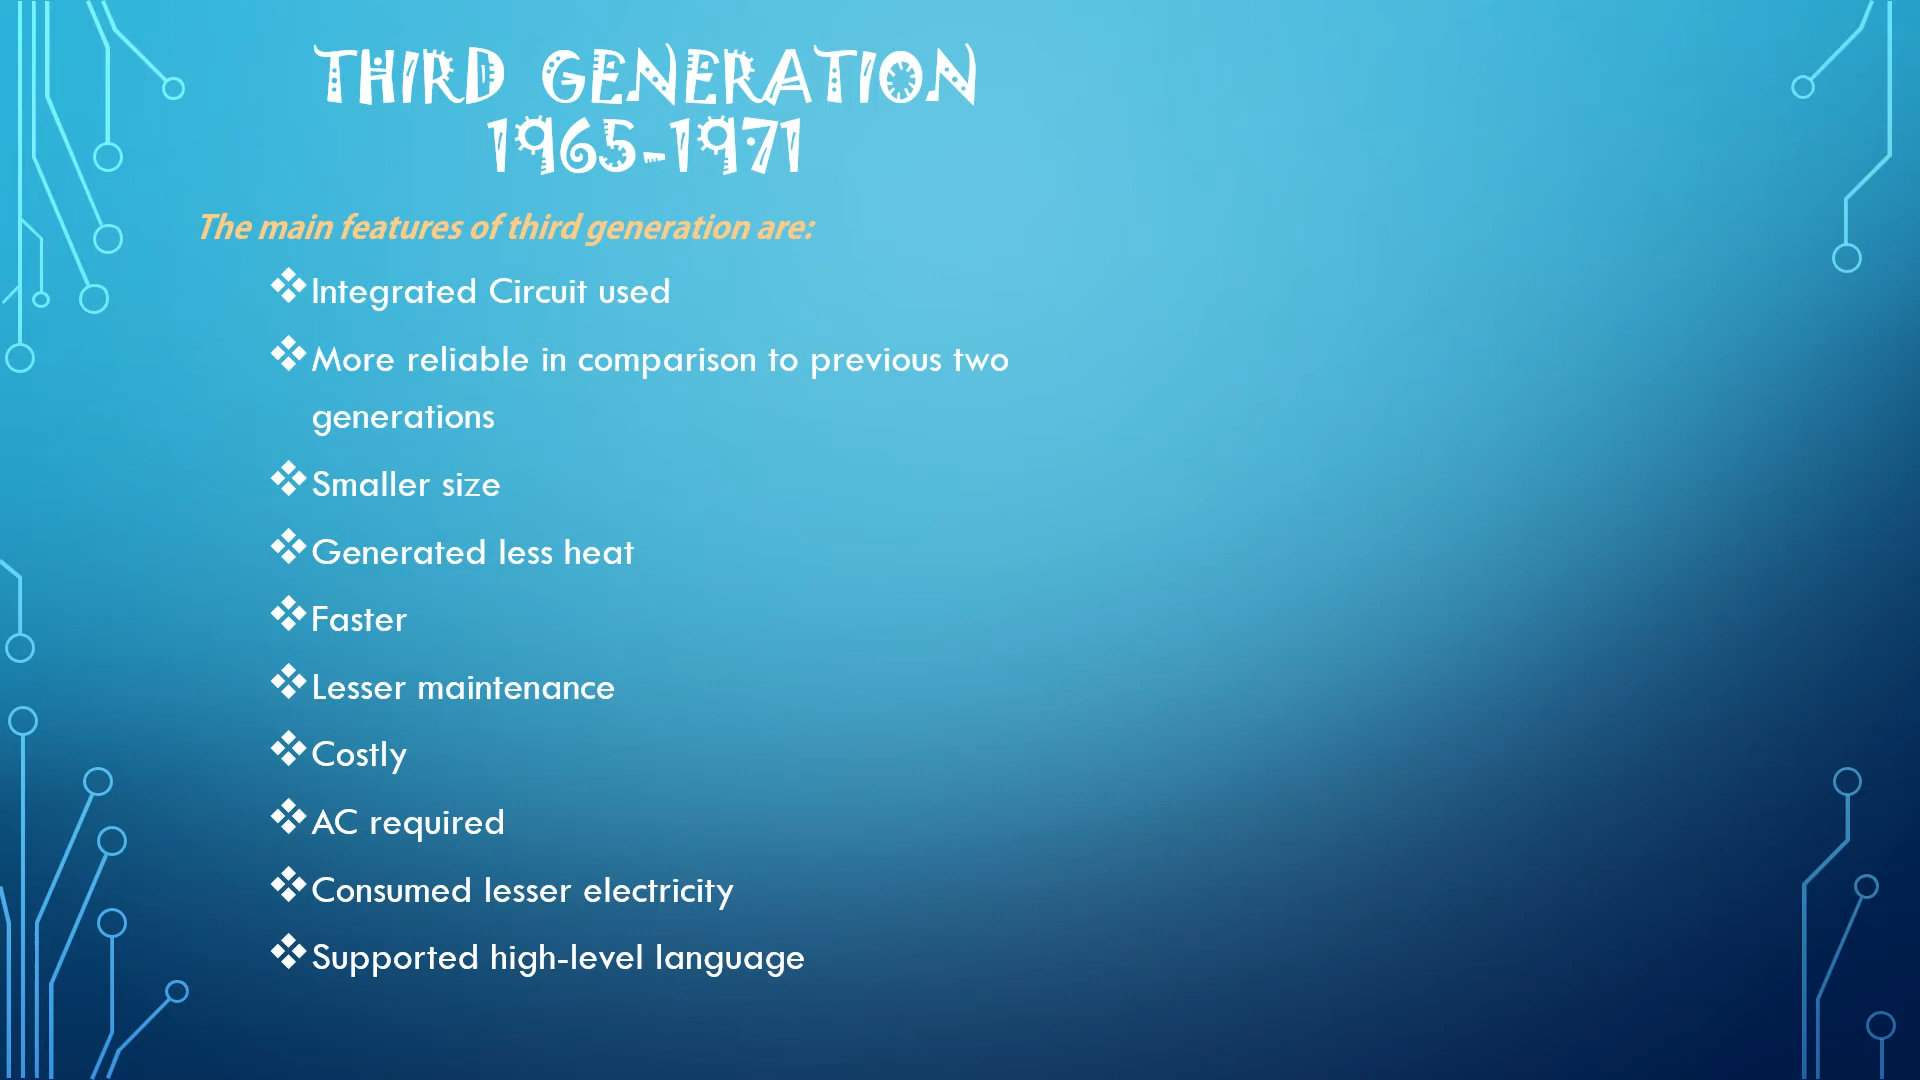 THIRD GENERATION
1965-1971
The main features of third generation are:
❖Integrated Circuit used
❖More reliable in comparison to previous two
generations
❖Smaller size
❖Generated less heat
❖Faster
❖Lesser maintenance
❖Costly
❖AC required
❖Consumed lesser electricity
❖Supported high-level language